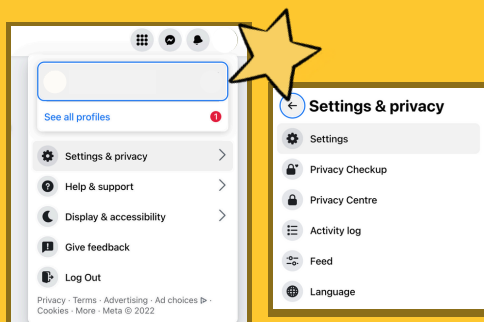 See all profiles
1
Settings & privacy
Help & support
Display & accessibility
Give feedback
Log Out
Privacy · Terms · Advertising · Ad choices ·
Cookies · More · Meta © 2022
Settings & privacy
Settings
Privacy Checkup
Privacy Centre
Activity log
Feed
Language